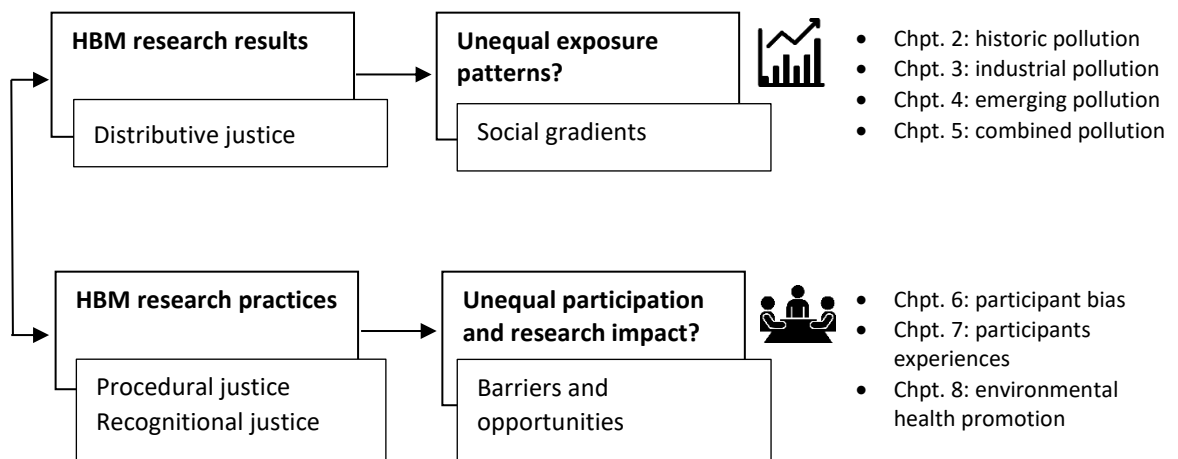 HBM research results
Distributive justice
Unequal exposure
patterns?
Social gradients
• Chpt. 2: historic pollution
• Chpt. 3: industrial pollution
• Chpt. 4: emerging pollution
• Chpt. 5: combined pollution
HBM research practices
Procedural justice
Recognitional justice
Unequal participation
and research impact?
Barriers and
opportunities
• Chpt. 6: participant bias
• Chpt. 7: participants
experiences
• Chpt. 8: environmental
health promotion